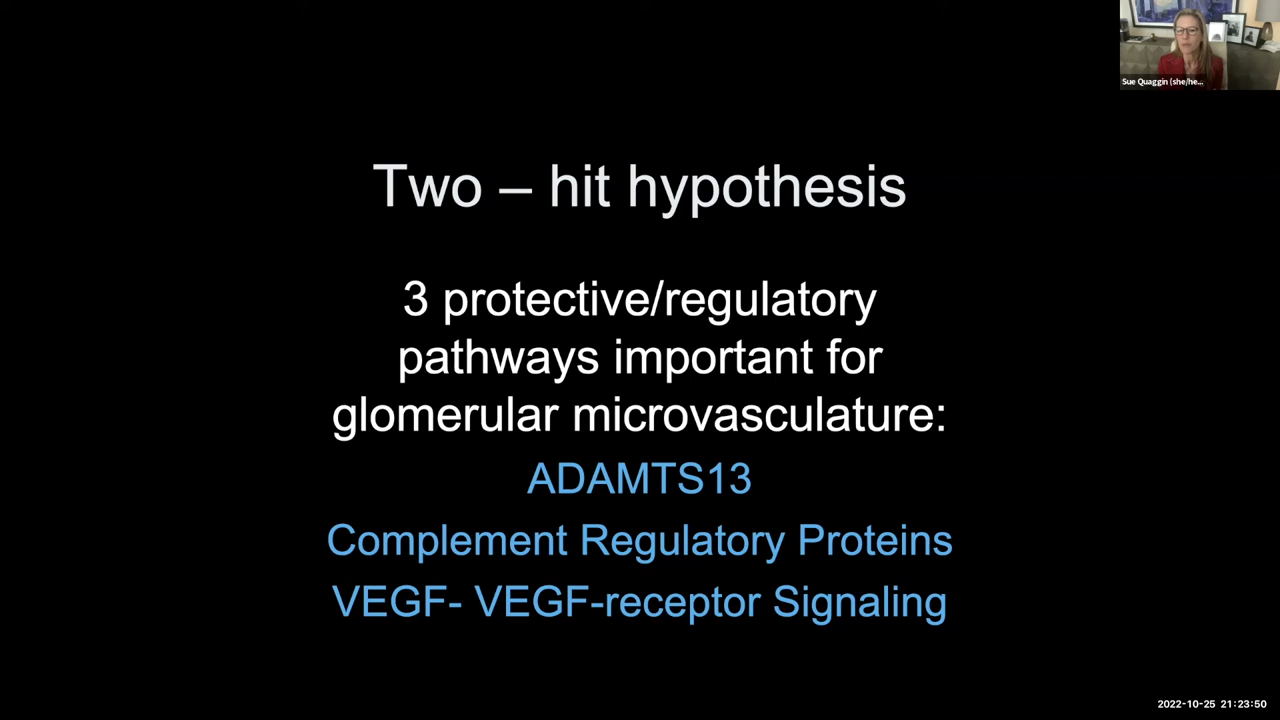 Sue Quaggin (she/he...
Two – hit hypothesis
3 protective/regulatory
pathways important for
glomerular microvasculature:
ADAMTS13
Complement Regulatory Proteins
VEGF- VEGF-receptor Signaling
2022-10-25 21:23:50